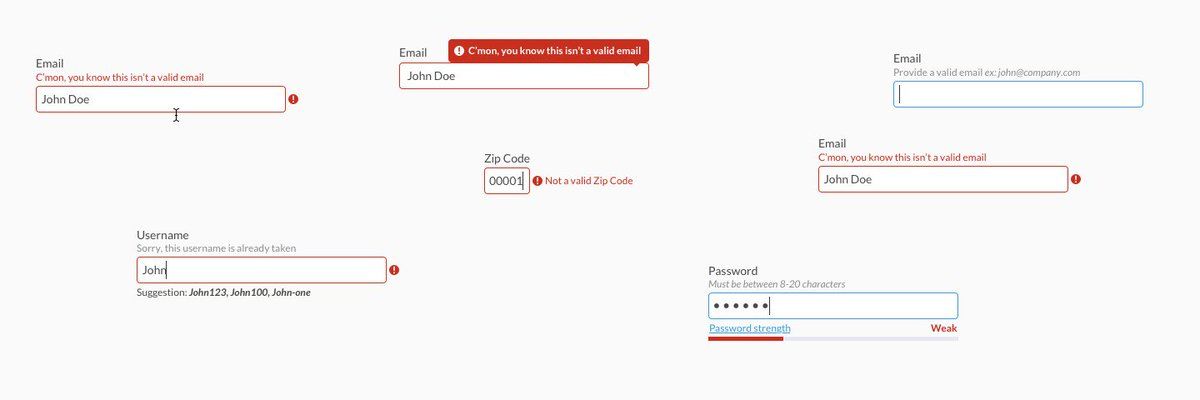 Email
C'mon, you know this isn't a valid email
John Doe
Email
C'mon, you know this isn't a valid email
John Doe
Email
Provide a valid email ex: john@company.com
Zip Code
00001
Not a valid Zip Code
Email
C'mon, you know this isn't a valid email
John Doe
Username
Sorry, this username is already taken
John
Suggestion: John123, John100, John-one
Password
Must be between 8-20 characters
••••••
Password strength Weak